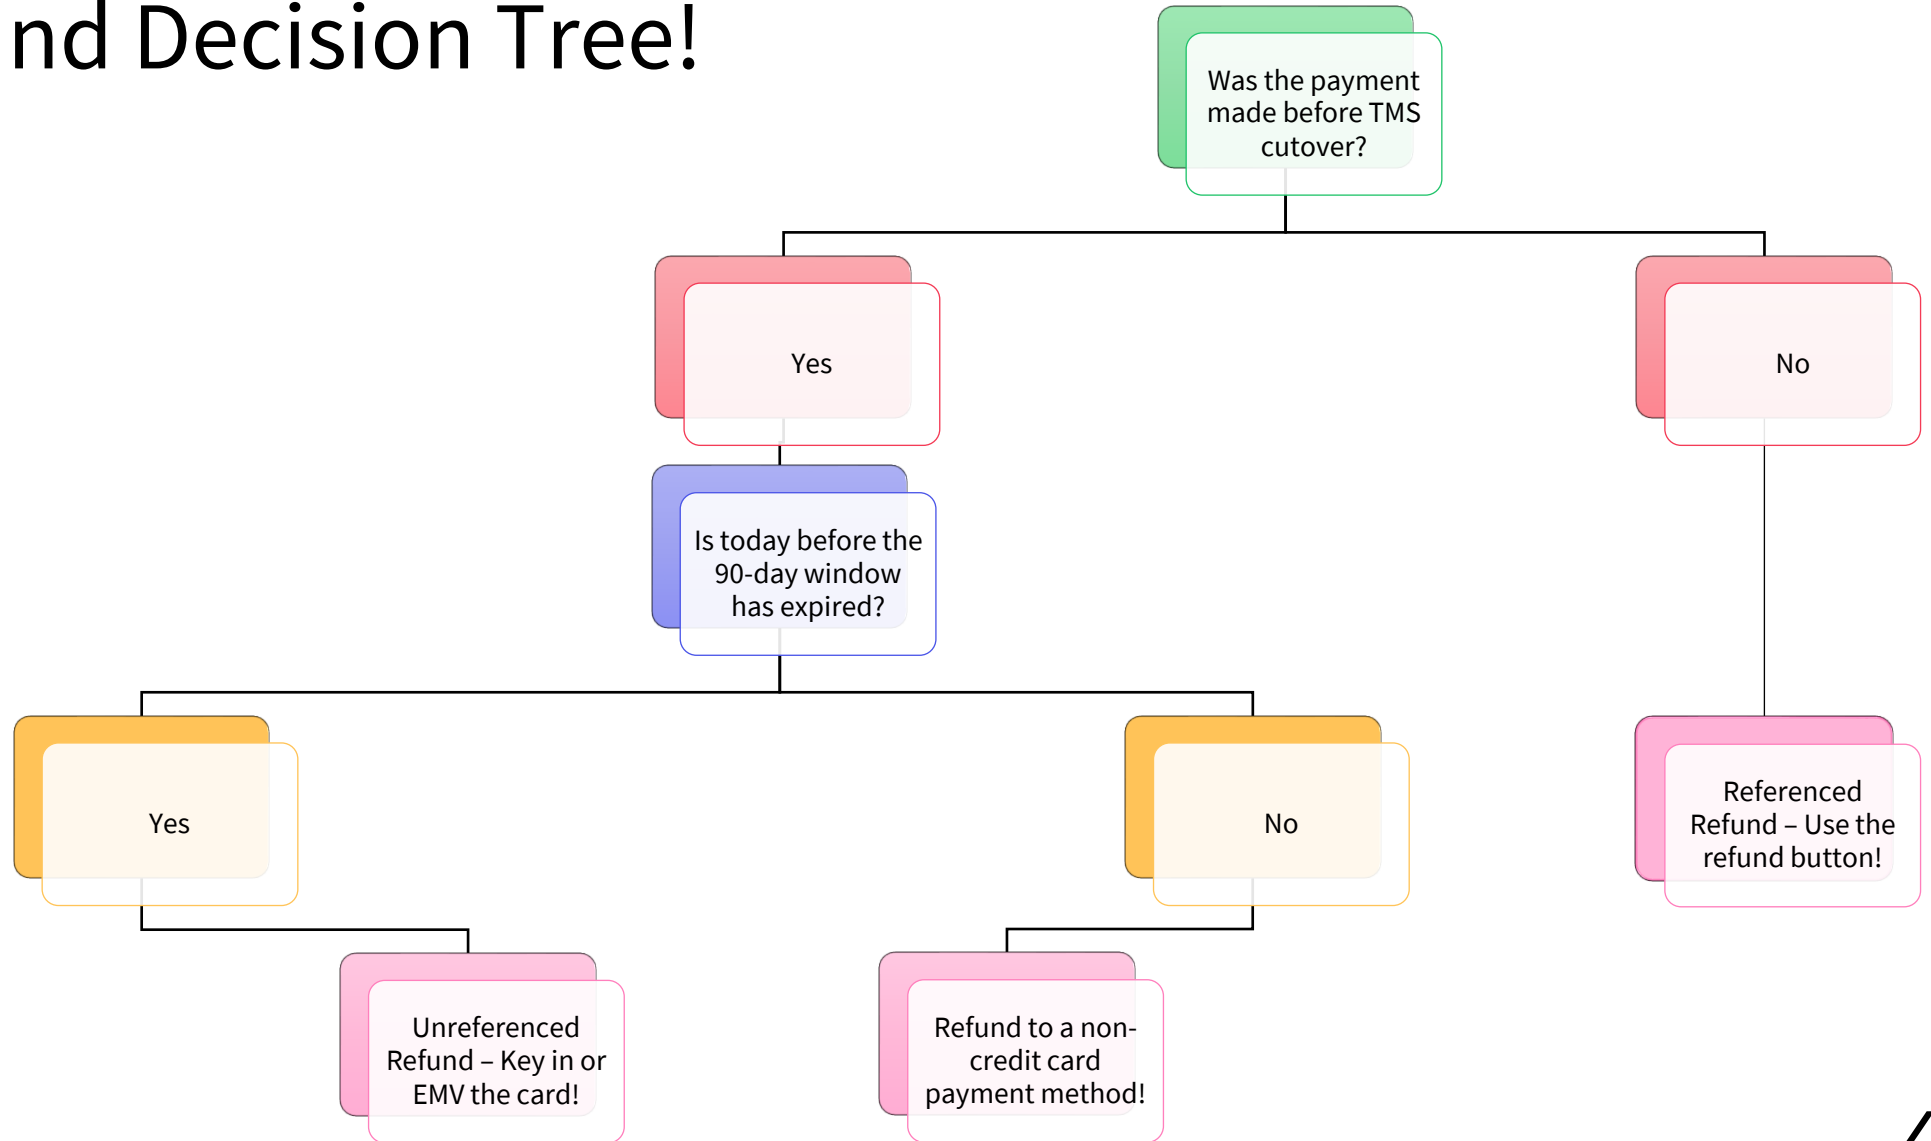 nd Decision Tree!
Was the payment
made before TMS
cutover?
Yes
No
Is today before the
90-day window
has expired?
Yes
No
Referenced
Refund – Use the
refund button!
Unreferenced
Refund – Key in or
EMV the card!
Refund to a non-
credit card
payment method!